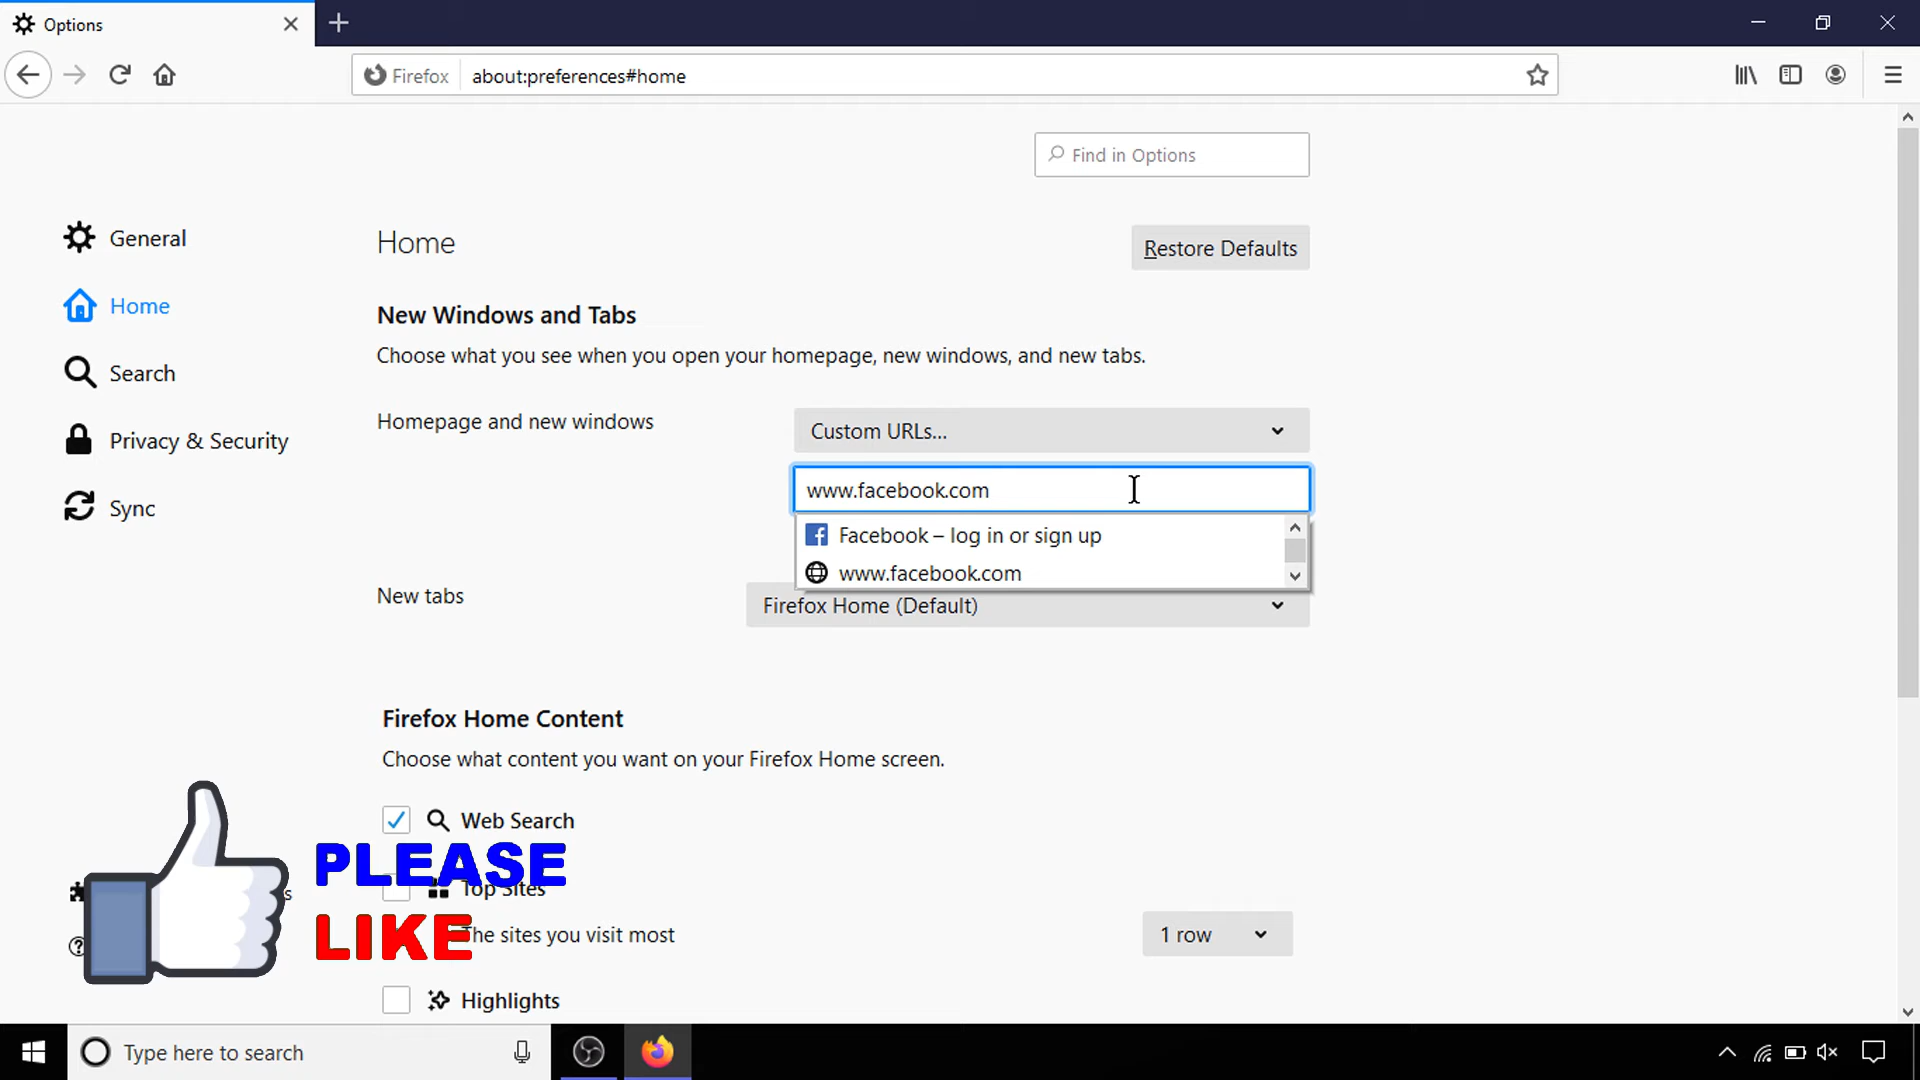 Options
Firefox
about:preferences#home
Find in Options
General
Home
Search
Privacy & Security
Sync
Home
Restore Defaults
New Windows and Tabs
Choose what you see when you open your homepage, new windows, and new tabs.
Homepage and new windows
Custom URLs...
www.facebook.com
Facebook – log in or sign up
www.facebook.com
New tabs
Firefox Home (Default)
Firefox Home Content
Choose what content you want on your Firefox Home screen.
Web Search
Top Sites
The sites you visit most
1 row
Highlights
PLEASE
LIKE
Type here to search